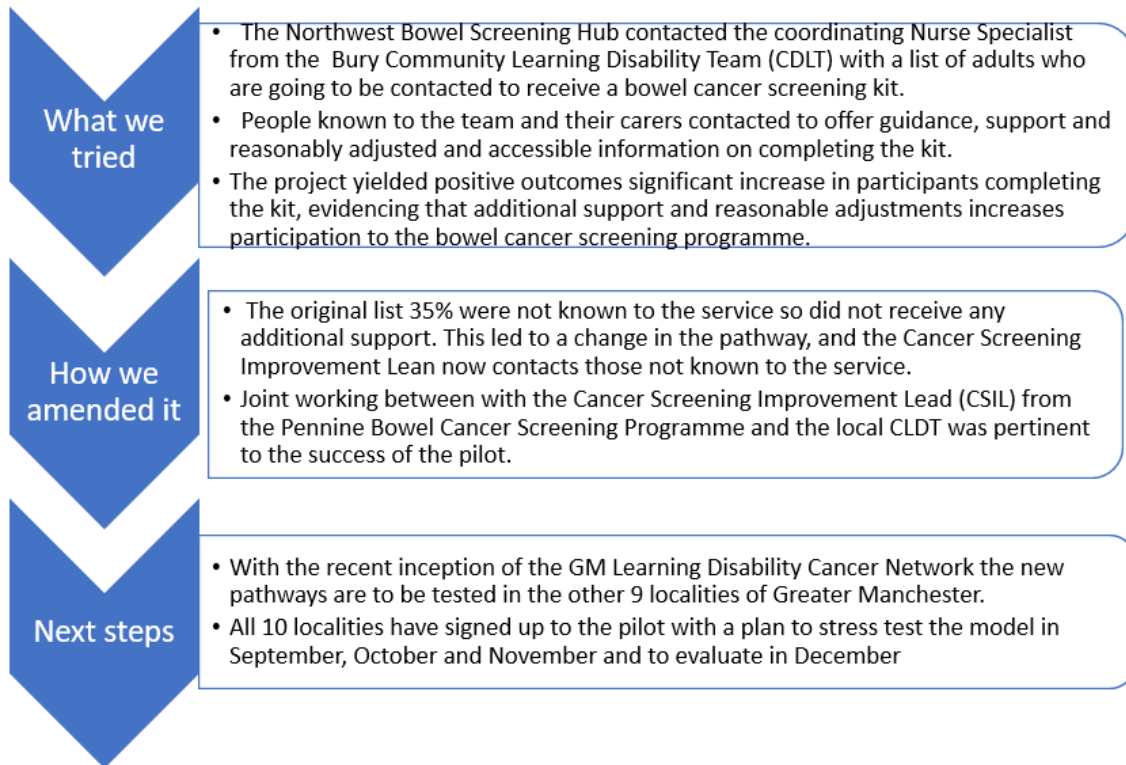 What we
tried
• The Northwest Bowel Screening Hub contacted the coordinating Nurse Specialist
from the Bury Community Learning Disability Team (CDLT) with a list of adults who
are going to be contacted to receive a bowel cancer screening kit.
• People known to the team and their carers contacted to offer guidance, support and
reasonably adjusted and accessible information on completing the kit.
• The project yielded positive outcomes significant increase in participants completing
the kit, evidencing that additional support and reasonable adjustments increases
participation to the bowel cancer screening programme.
How we
amended it
• The original list 35% were not known to the service so did not receive any
additional support. This led to a change in the pathway, and the Cancer Screening
Improvement Lean now contacts those not known to the service.
• Joint working between with the Cancer Screening Improvement Lead (CSIL) from
the Pennine Bowel Cancer Screening Programme and the local CLDT was pertinent
to the success of the pilot.
Next steps
• With the recent inception of the GM Learning Disability Cancer Network the new
pathways are to be tested in the other 9 localities of Greater Manchester.
• All 10 localities have signed up to the pilot with a plan to stress test the model in
September, October and November and to evaluate in December